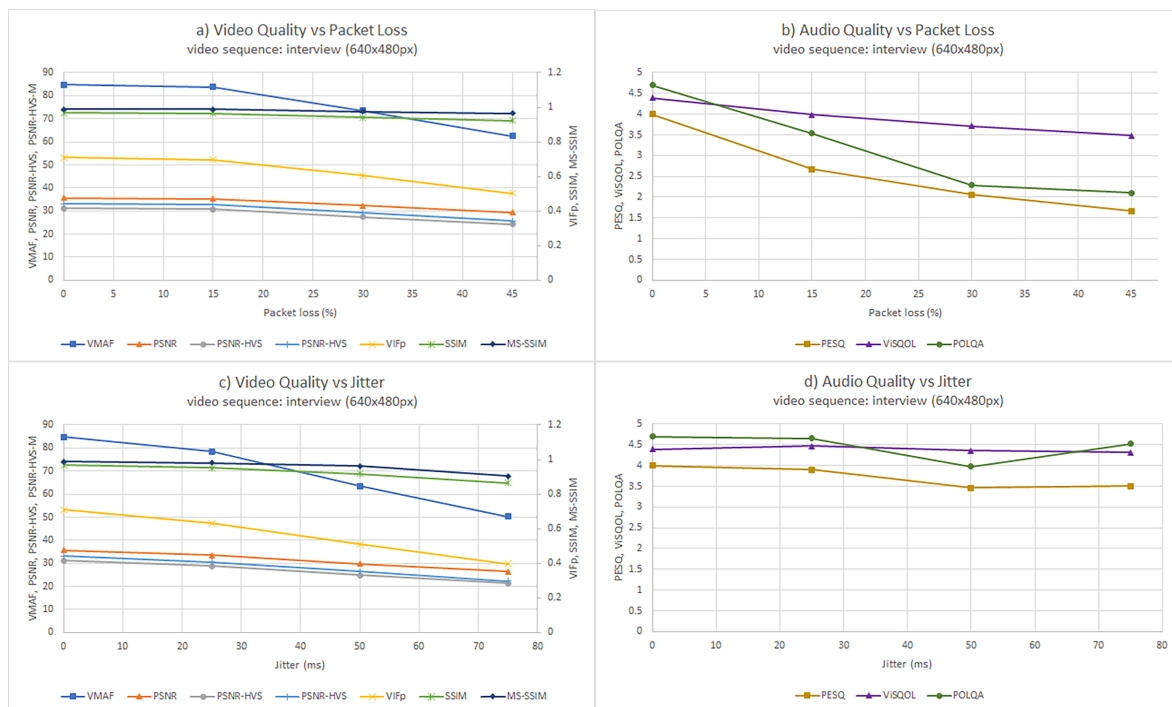 a) Video Quality vs Packet Loss
video sequence: interview (640x480px)
VMAF, PSNR, PSNR-HVS, PSNR-HVS-M
90
80
70
60
50
40
30
20
10
0
1.2
1
0.8
0.6
0.4
0.2
0
VIFp, SSIM, MS-SSIM
0 5 10 15 20 25 30 35 40 45
Packet loss (%)
VMAF PSNR PSNR-HVS PSNR-HVS VIFp SSIM MS-SSIM
b) Audio Quality vs Packet Loss
video sequence: interview (640x480px)
PESQ, ViSQOL, POLQA
5
4.5
4
3.5
3
2.5
2
1.5
1
0.5
0
0 5 10 15 20 25 30 35 40 45
Packet loss (%)
PESQ ViSQOL POLQA
c) Video Quality vs Jitter
video sequence: interview (640x480px)
VMAF, PSNR, PSNR-HVS, PSNR-HVS-M
90
80
70
60
50
40
30
20
10
0
1.2
1
0.8
0.6
0.4
0.2
0
VIFp, SSIM, MS-SSIM
0 10 20 30 40 50 60 70 80
Jitter (ms)
VMAF PSNR PSNR-HVS PSNR-HVS VIFp SSIM MS-SSIM
d) Audio Quality vs Jitter
video sequence: interview (640x480px)
PESQ, ViSQOL, POLQA
5
4.5
4
3.5
3
2.5
2
1.5
1
0.5
0
0 10 20 30 40 50 60 70 80
Jitter (ms)
PESQ ViSQOL POLQA